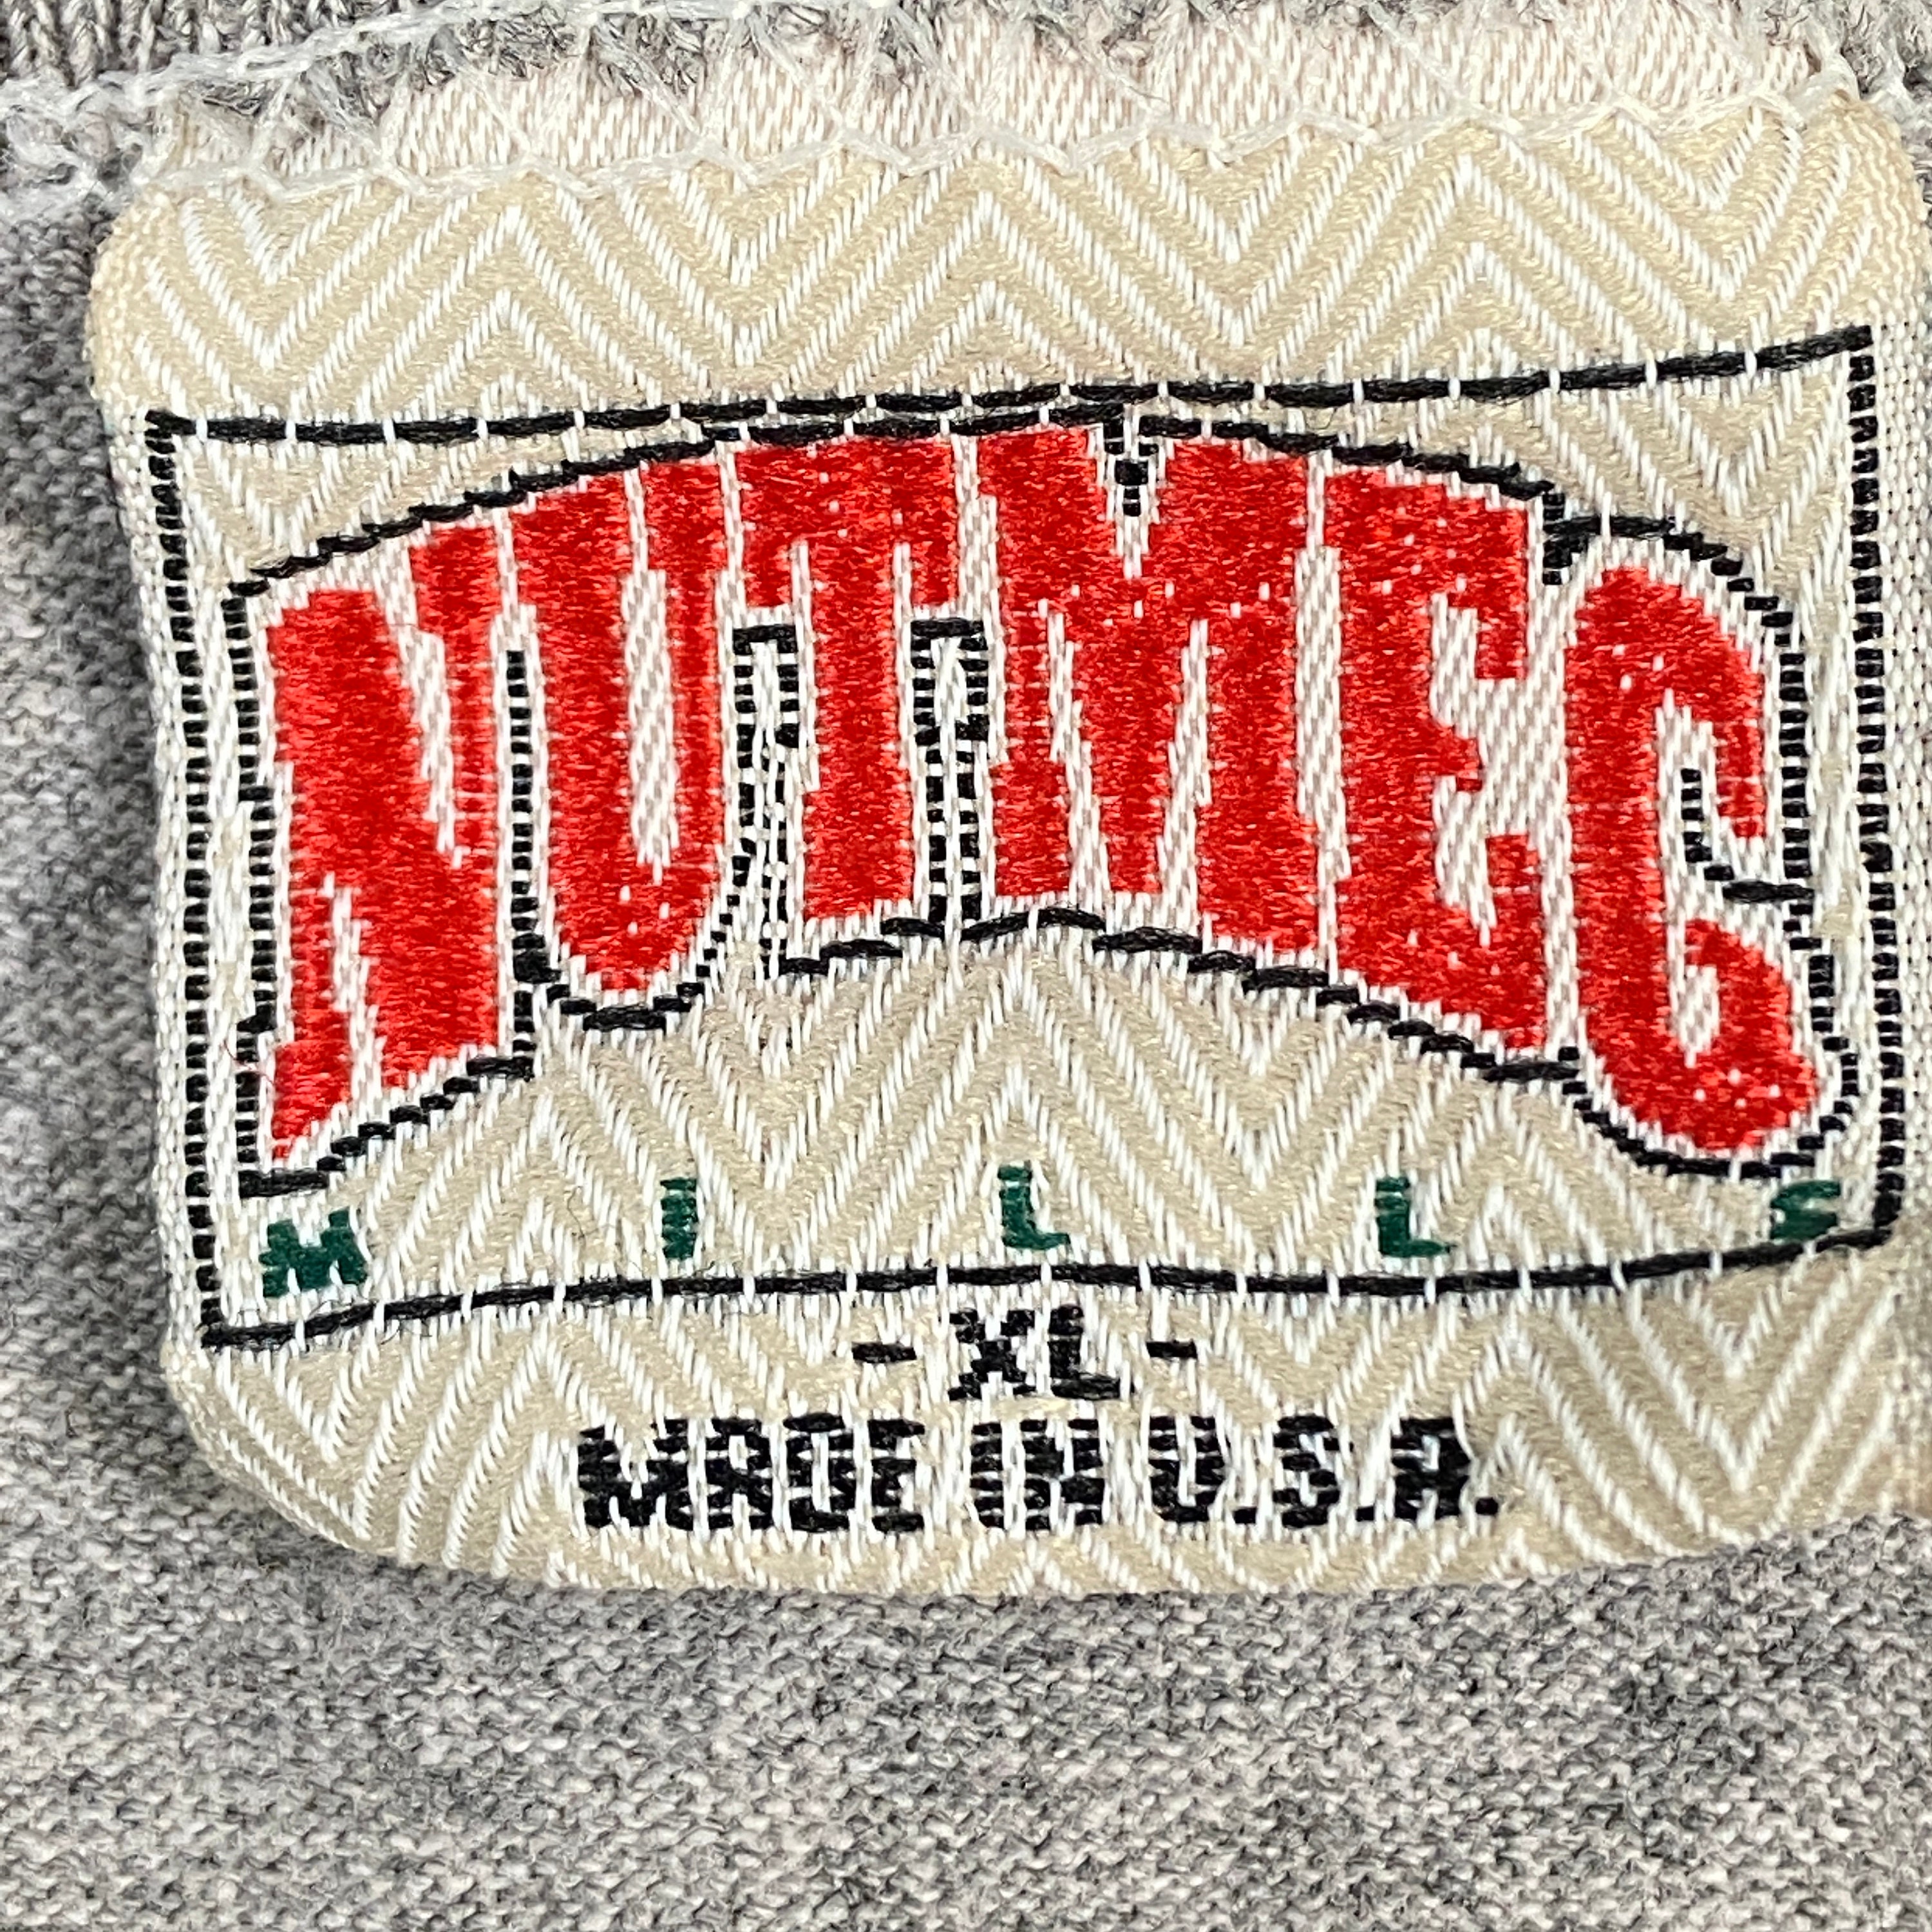 NUTMEG
MILLS
-XL-
MADE IN U.S.A.